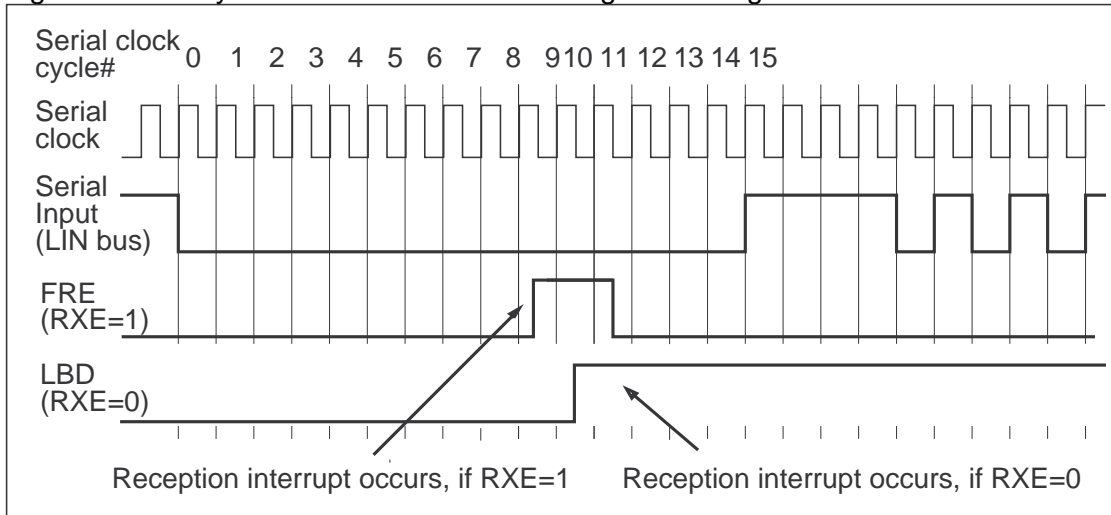 Serial clock
cycle# 0 1 2 3 4 5 6 7 8 9 10 11 12 13 14 15
Serial
clock
Serial
Input
(LIN bus)
FRE
(RXE=1)
LBD
(RXE=0)
Reception interrupt occurs, if RXE=1 Reception interrupt occurs, if RXE=0